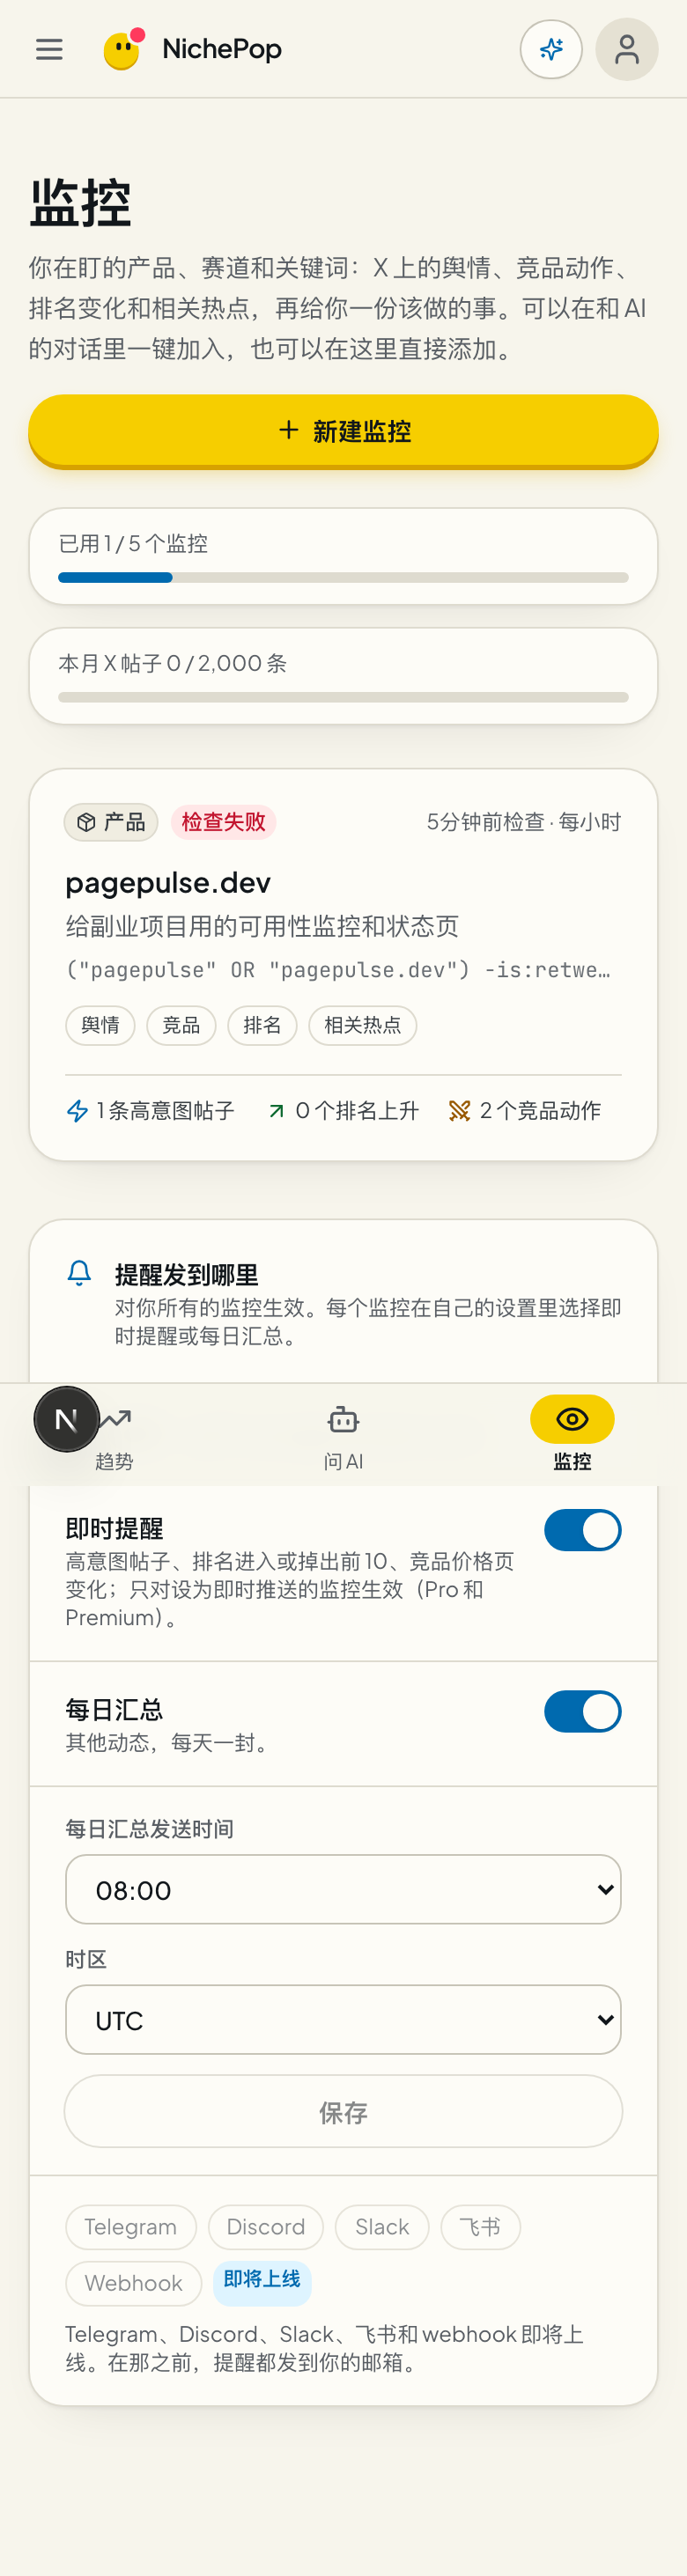 NichePop
监控
你在盯的产品、赛道和关键词：X 上的舆情、竞品动作、
排名变化和相关热点，再给你一份该做的事。可以在和 AI
的对话里一键加入，也可以在这里直接添加。
新建监控
已用 1 / 5 个监控
本月 X 帖子 0 / 2,000 条
产品 检查失败 5分钟前检查 · 每小时
pagepulse.dev
给副业项目用的可用性监控和状态页
("pagepulse" OR "pagepulse.dev") -is:retwe…
舆情 竞品 排名 相关热点
1 条高意图帖子 0 个排名上升 2 个竞品动作
提醒发到哪里
对你所有的监控生效。每个监控在自己的设置里选择即
时提醒或每日汇总。
N
趋势 问 AI 监控
即时提醒
高意图帖子、排名进入或掉出前 10、竞品价格页
变化；只对设为即时推送的监控生效（Pro 和
Premium）。
每日汇总
其他动态，每天一封。
每日汇总发送时间
08:00
时区
UTC
保存
Telegram Discord Slack 飞书
Webhook 即将上线
Telegram、Discord、Slack、飞书和 webhook 即将上
线。在那之前，提醒都发到你的邮箱。